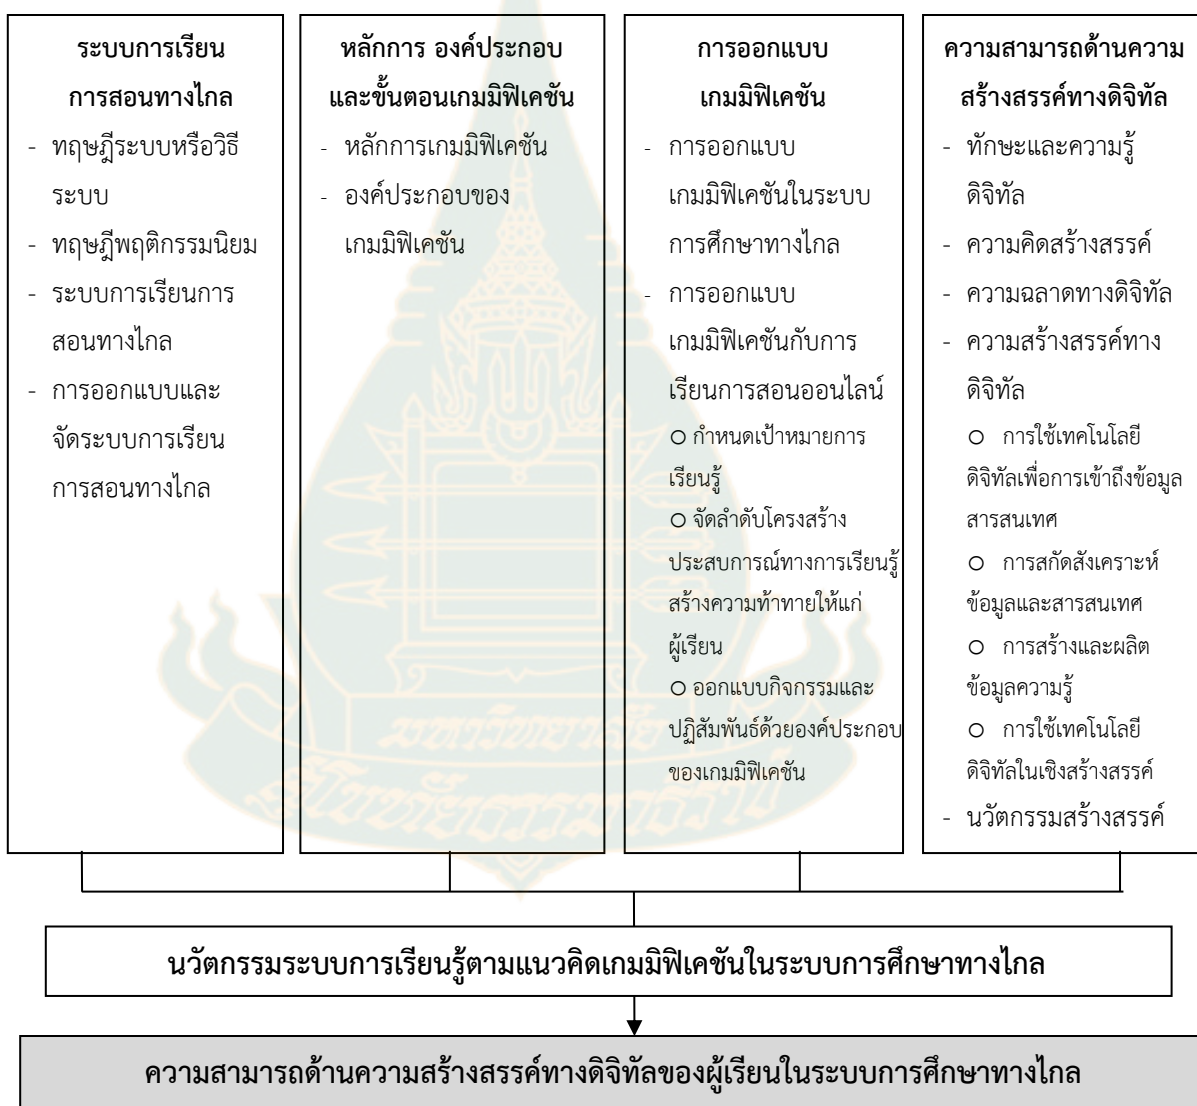 ระบบการเรียน
การสอนทางไกล
- ทฤษฎีระบบหรือวิธี
ระบบ
- ทฤษฎีพฤติกรรมนิยม
- ระบบการเรียนการ
สอนทางไกล
- การออกแบบและ
จัดระบบการเรียน
การสอนทางไกล
หลักการ องค์ประกอบ
และขั้นตอนเกมมิฟิเคชัน
- หลักการเกมมิฟิเคชัน
- องค์ประกอบของ
เกมมิฟิเคชัน
การออกแบบ
เกมมิฟิเคชัน
- การออกแบบ
เกมมิฟิเคชันในระบบ
การศึกษาทางไกล
- การออกแบบ
เกมมิฟิเคชันกับการ
เรียนการสอนออนไลน์
O กำหนดเป้าหมายการ
เรียนรู้
O จัดลำดับโครงสร้าง
ประสบการณ์ทางการเรียนรู้
สร้างความท้าทายให้แก่
ผู้เรียน
O ออกแบบกิจกรรมและ
ปฏิสัมพันธ์ด้วยองค์ประกอบ
ของเกมมิฟิเคชัน
ความสามารถด้านความ
สร้างสรรค์ทางดิจิทัล
- ทักษะและความรู้
ดิจิทัล
- ความคิดสร้างสรรค์
- ความฉลาดทางดิจิทัล
- ความสร้างสรรค์ทาง
ดิจิทัล
O การใช้เทคโนโลยี
ดิจิทัลเพื่อการเข้าถึงข้อมูล
สารสนเทศ
O การสกัดสังเคราะห์
ข้อมูลและสารสนเทศ
O การสร้างและผลิต
ข้อมูลความรู้
O การใช้เทคโนโลยี
ดิจิทัลในเชิงสร้างสรรค์
- นวัตกรรมสร้างสรรค์
มหาวิทยาลัย
สุโขทัยธรรมาธิราช
นวัตกรรมระบบการเรียนรู้ตามแนวคิดเกมมิฟิเคชันในระบบการศึกษาทางไกล
ความสามารถด้านความสร้างสรรค์ทางดิจิทัลของผู้เรียนในระบบการศึกษาทางไกล